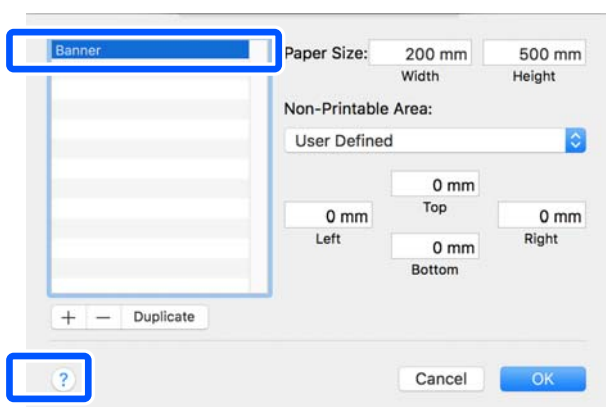 Banner
Paper Size: 200 mm 500 mm
Width Height
Non-Printable Area:
User Defined
0 mm
Top
0 mm 0 mm
Left Right
0 mm
Bottom
+ − Duplicate
? Cancel OK